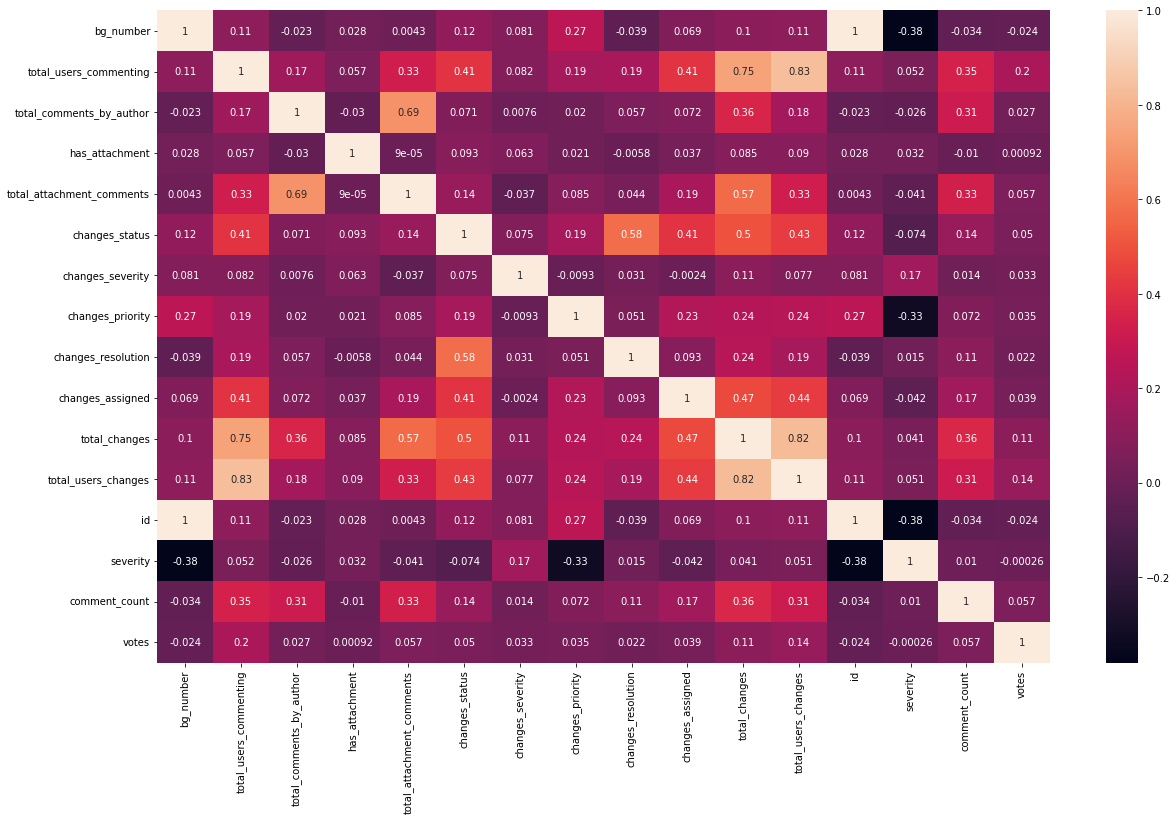 bg_number 1 0.11 -0.023 0.028 0.0043 0.12 0.081 0.27 -0.039 0.069 0.1 0.11 1 -0.38 -0.034 -0.024
total_users_commenting 0.11 1 0.17 0.057 0.33 0.41 0.082 0.19 0.19 0.41 0.75 0.83 0.11 0.052 0.35 0.2
total_comments_by_author -0.023 0.17 1 -0.03 0.69 0.071 0.0076 0.02 0.057 0.072 0.36 0.18 -0.023 -0.026 0.31 0.027
has_attachment 0.028 0.057 -0.03 1 9e-05 0.093 0.063 0.021 -0.0058 0.037 0.085 0.09 0.028 0.032 -0.01 0.00092
total_attachment_comments 0.0043 0.33 0.69 9e-05 1 0.14 -0.037 0.085 0.044 0.19 0.57 0.33 0.0043 -0.041 0.33 0.057
changes_status 0.12 0.41 0.071 0.093 0.14 1 0.075 0.19 0.58 0.41 0.5 0.43 0.12 -0.074 0.14 0.05
changes_severity 0.081 0.082 0.0076 0.063 -0.037 0.075 1 -0.0093 0.031 -0.0024 0.11 0.077 0.081 0.17 0.014 0.033
changes_priority 0.27 0.19 0.02 0.021 0.085 0.19 -0.0093 1 0.051 0.23 0.24 0.24 0.27 -0.33 0.072 0.035
changes_resolution -0.039 0.19 0.057 -0.0058 0.044 0.58 0.031 0.051 1 0.093 0.24 0.19 -0.039 0.015 0.11 0.022
changes_assigned 0.069 0.41 0.072 0.037 0.19 0.41 -0.0024 0.23 0.093 1 0.47 0.44 0.069 -0.042 0.17 0.039
total_changes 0.1 0.75 0.36 0.085 0.57 0.5 0.11 0.24 0.24 0.47 1 0.82 0.1 0.041 0.36 0.11
total_users_changes 0.11 0.83 0.18 0.09 0.33 0.43 0.077 0.24 0.19 0.44 0.82 1 0.11 0.051 0.31 0.14
id 1 0.11 -0.023 0.028 0.0043 0.12 0.081 0.27 -0.039 0.069 0.1 0.11 1 -0.38 -0.034 -0.024
severity -0.38 0.052 -0.026 0.032 -0.041 -0.074 0.17 -0.33 0.015 -0.042 0.041 0.051 -0.38 1 0.01 -0.00026
comment_count -0.034 0.35 0.31 -0.01 0.33 0.14 0.014 0.072 0.11 0.17 0.36 0.31 -0.034 0.01 1 0.057
votes -0.024 0.2 0.027 0.00092 0.057 0.05 0.033 0.035 0.022 0.039 0.11 0.14 -0.024 -0.00026 0.057 1
bg_number
total_users_commenting
total_comments_by_author
has_attachment
total_attachment_comments
changes_status
changes_severity
changes_priority
changes_resolution
changes_assigned
total_changes
total_users_changes
id
severity
comment_count
votes
1.0
0.8
0.6
0.4
0.2
0.0
−0.2